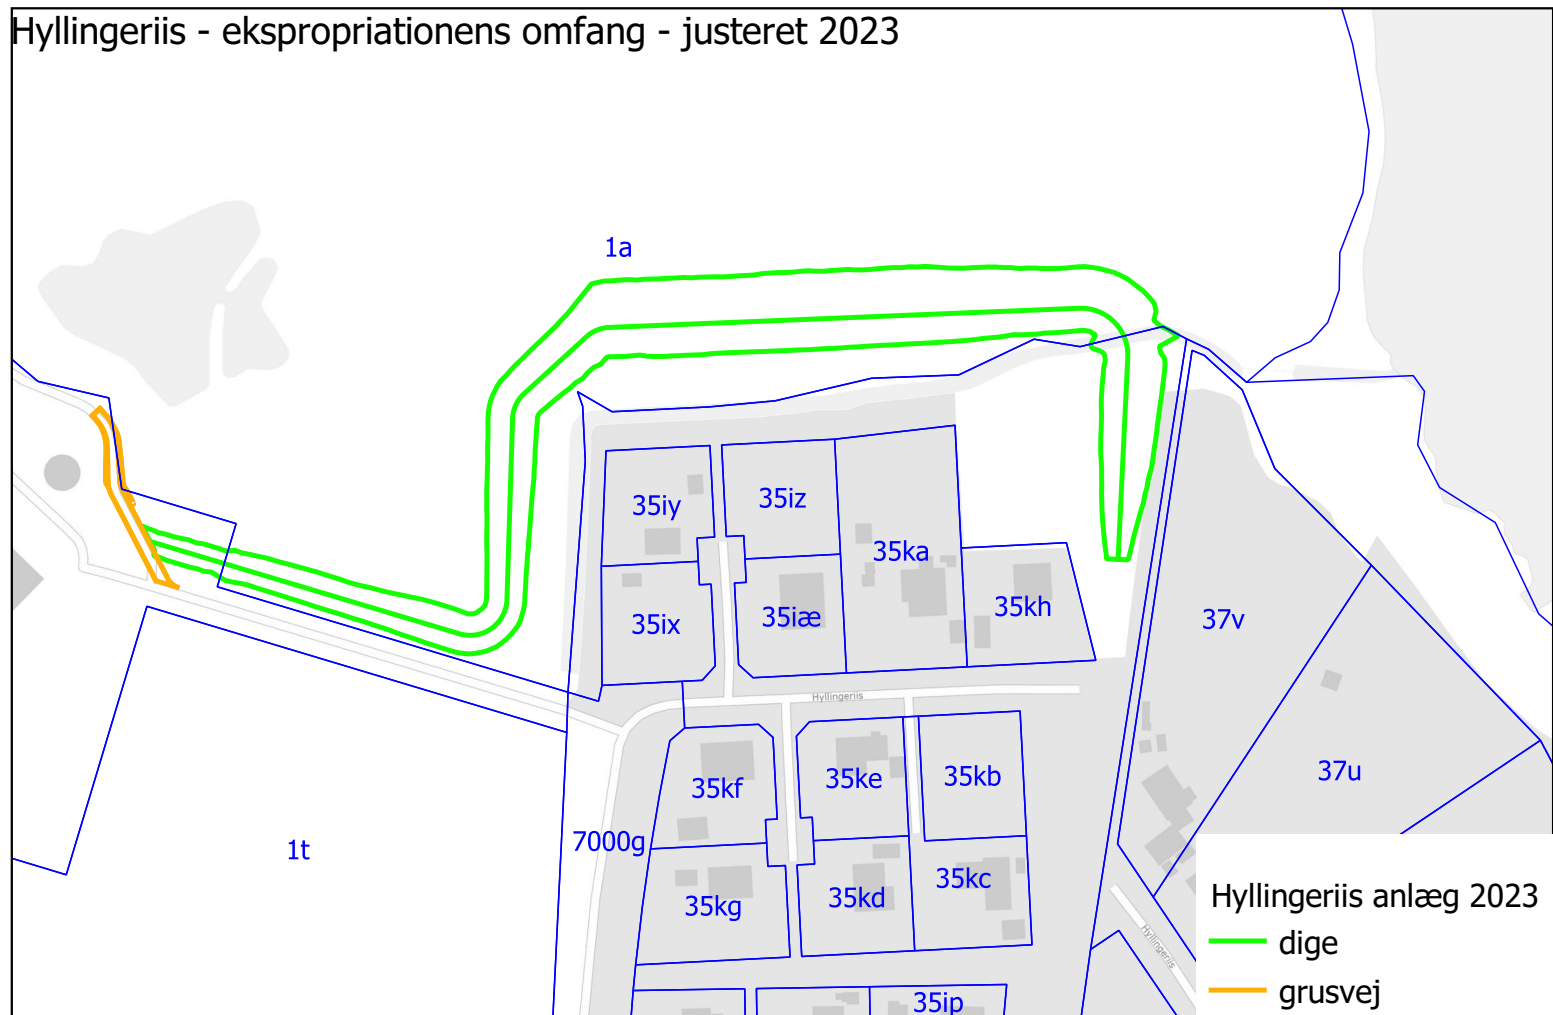 Hyllingeriis - ekspropriationens omfang - justeret 2023
1a
35iy
35iz
35ka
35ix
35iæ
35kh
37v
Hyllingeriis
35kf
35ke
35kb
37u
7000g
1t
35kg
35kd
35kc
Hyllingeriis
35ip
Hyllingeriis anlæg 2023
dige
grusvej